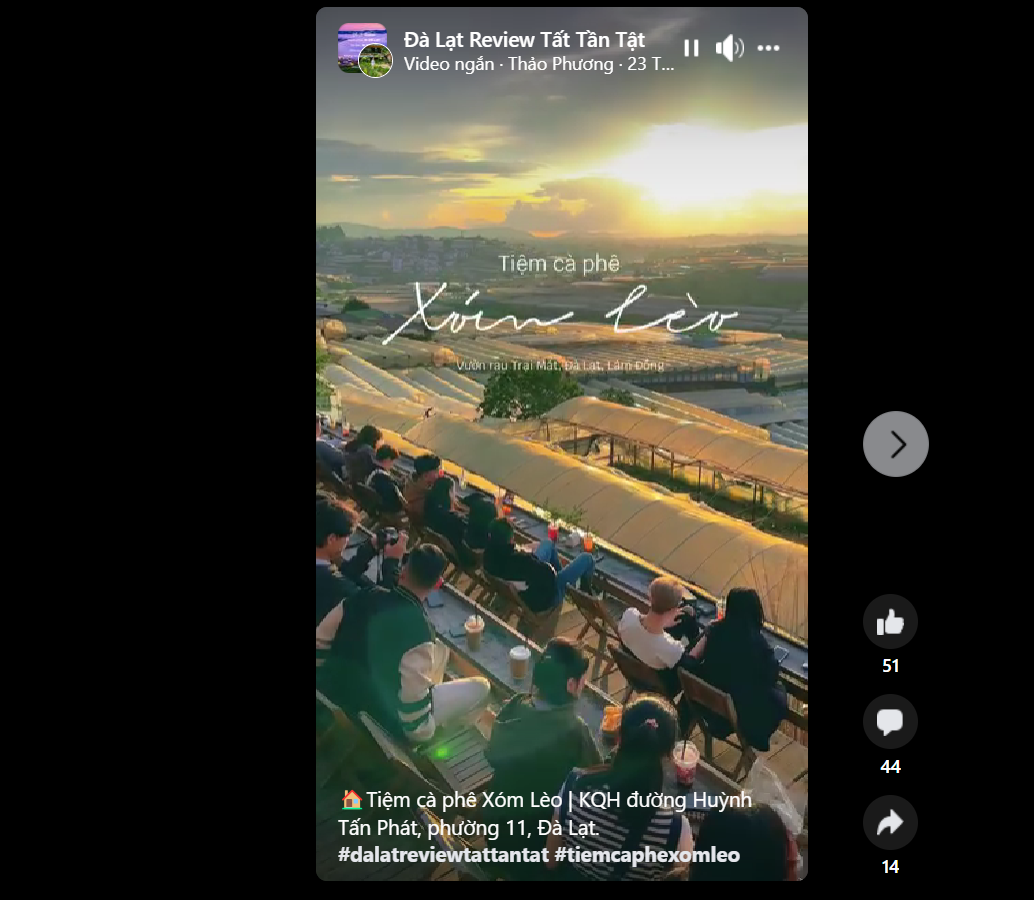 Đà Lạt Review Tất Tần Tật
Video ngắn · Thảo Phương · 23 T...
Tiệm cà phê
Xóm Lèo
Vườn rau Trại Mát, Đà Lạt, Lâm Đồng
🏠Tiệm cà phê Xóm Lèo | KQH đường Huỳnh
Tấn Phát, phường 11, Đà Lạt.
#dalatreviewtattantat #tiemcaphexomleo
51
44
14